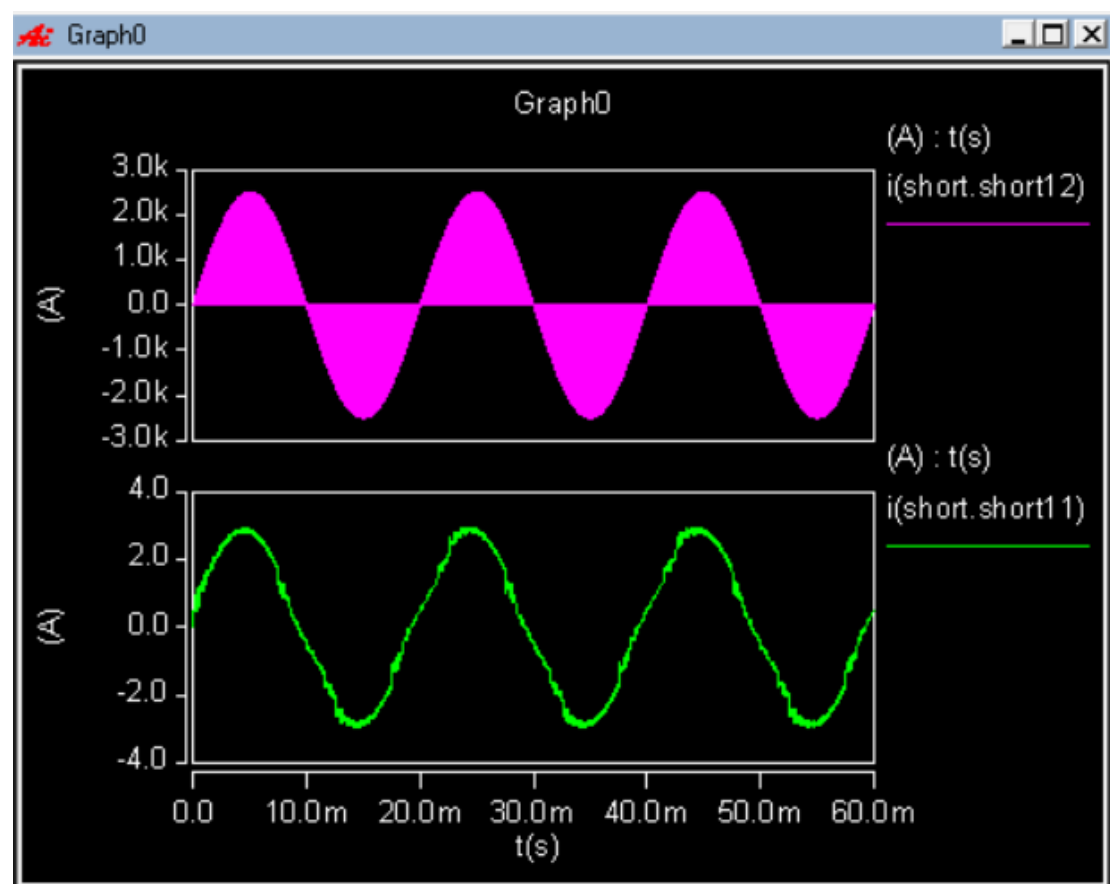 Graph0
Graph0
(A) : t(s)
i(short.short12)
3.0k
2.0k
1.0k
0.0
-1.0k
-2.0k
-3.0k
(A)
(A) : t(s)
i(short.short11)
4.0
2.0
0.0
-2.0
-4.0
(A)
0.0 10.0m 20.0m 30.0m 40.0m 50.0m 60.0m
t(s)